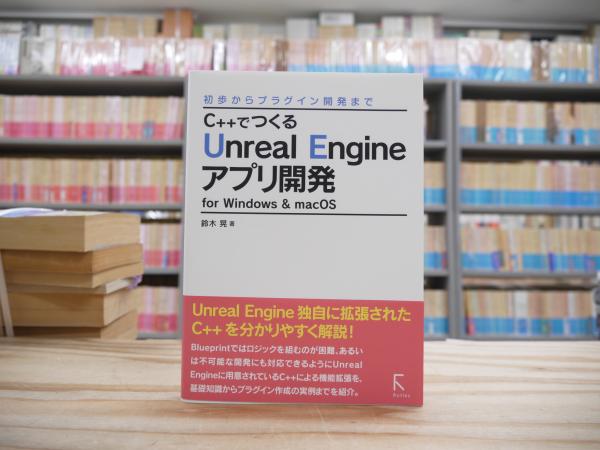 初歩からプラグイン開発まで
C++でつくる
Unreal Engine
アプリ開発
for Windows & macOS
鈴木 晃 著
Unreal Engine 独自に拡張された
C++ を分かりやすく解説！
Blueprintではロジックを組むのが困難、あるい
は不可能な開発にも対応できるようにUnreal
Engineに用意されているC++による機能拡張を、
基礎知識からプラグイン作成の実例までを紹介。
Rutles